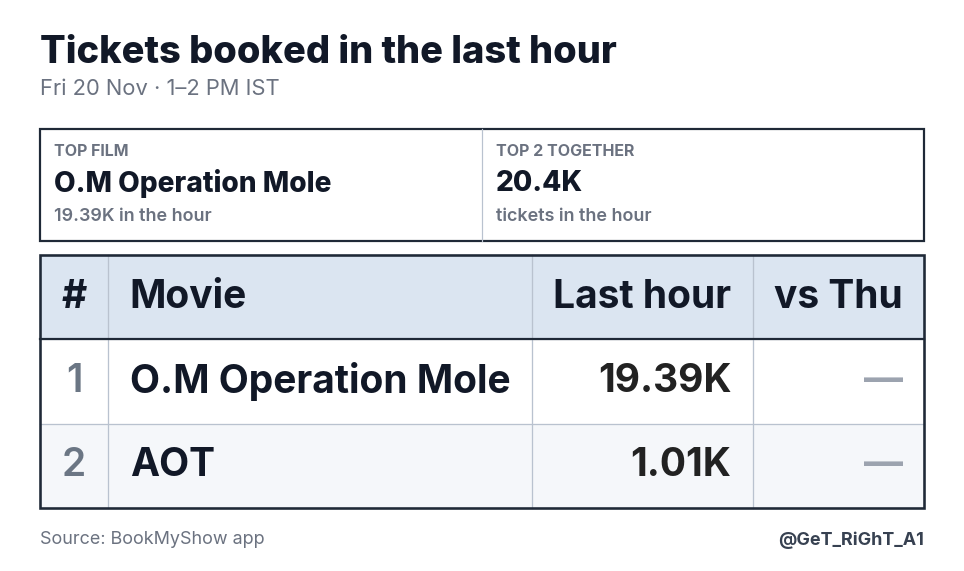 Tickets booked in the last hour
Fri 20 Nov · 1–2 PM IST
TOP FILM
O.M Operation Mole
19.39K in the hour
TOP 2 TOGETHER
20.4K
tickets in the hour
# Movie Last hour vs Thu
1 O.M Operation Mole 19.39K —
2 AOT 1.01K —
Source: BookMyShow app
@GeT_RiGhT_A1